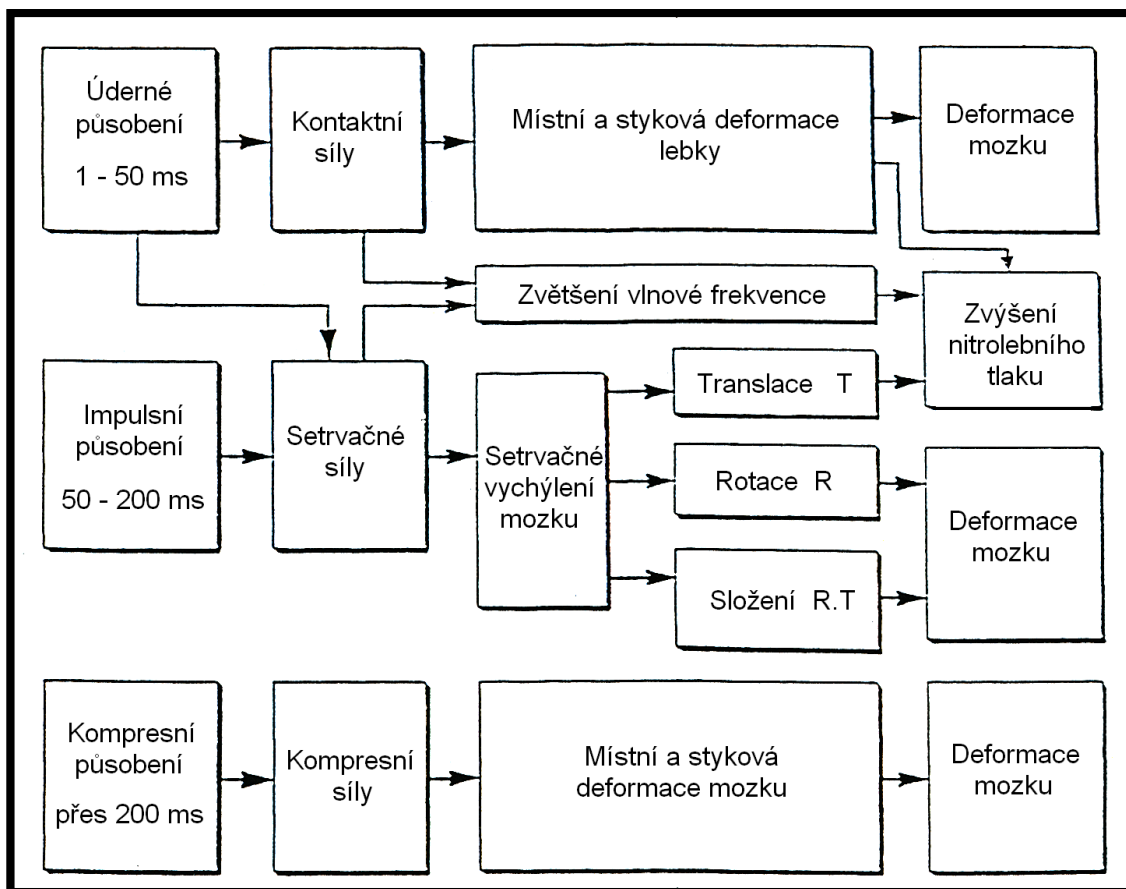 Úderné
působení
1 - 50 ms
Kontaktní
síly
Místní a styková deformace
lebky
Deformace
mozku
Zvětšení vlnové frekvence
Zvýšení
nitrolebního
tlaku
Impulsní
působení
50 - 200 ms
Setrvačné
síly
Setrvačné
vychýlení
mozku
Translace T
Rotace R
Složení R.T
Deformace
mozku
Kompresní
působení
přes 200 ms
Kompresní
síly
Místní a styková
deformace mozku
Deformace
mozku